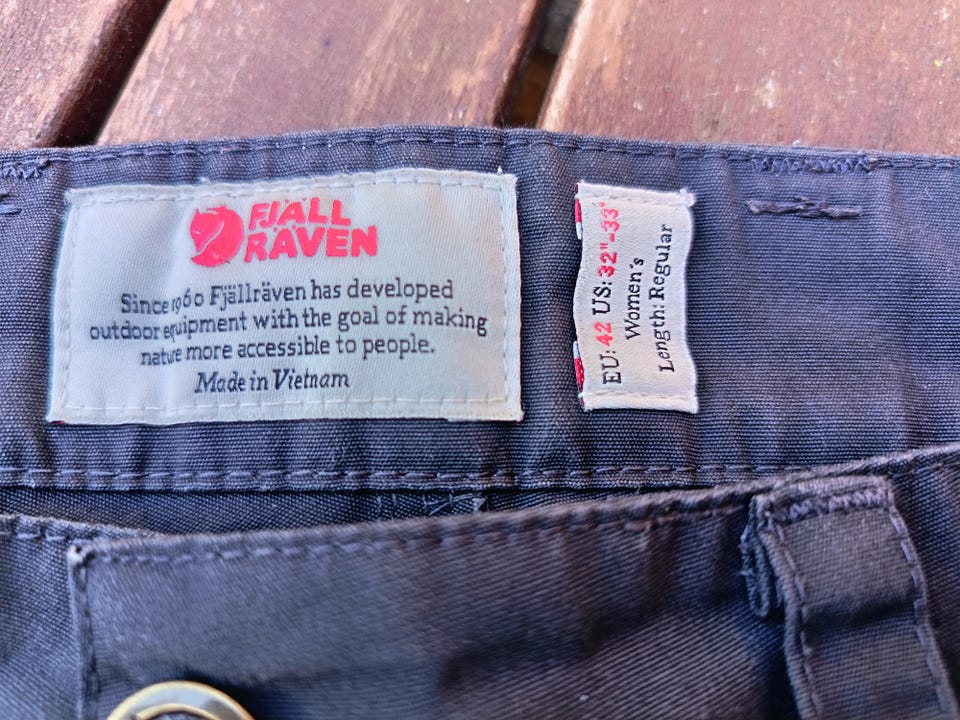 FJÄLL
RÄVEN
Since 1960 Fjällräven has developed
outdoor equipment with the goal of making
nature more accessible to people.
Made in Vietnam
EU: 42 US: 32"-33"
Women's
Length: Regular